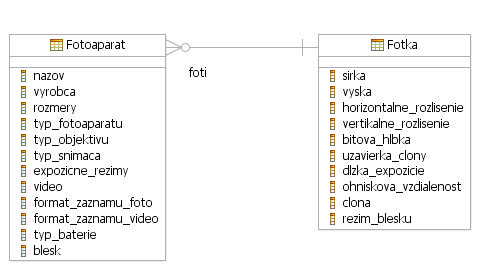 Fotoaparat
nazov
vyrobca
rozmery
typ_fotoaparatu
typ_objektivu
typ_snimaca
expozicne_rezimy
video
format_zaznamu_foto
format_zaznamu_video
typ_baterie
blesk
foti
Fotka
sirka
vyska
horizontalne_rozlisenie
vertikalne_rozlisenie
bitova_hlbka
uzavierka_clony
dlzka_expozicie
ohniskova_vzdialenost
clona
rezim_blesku